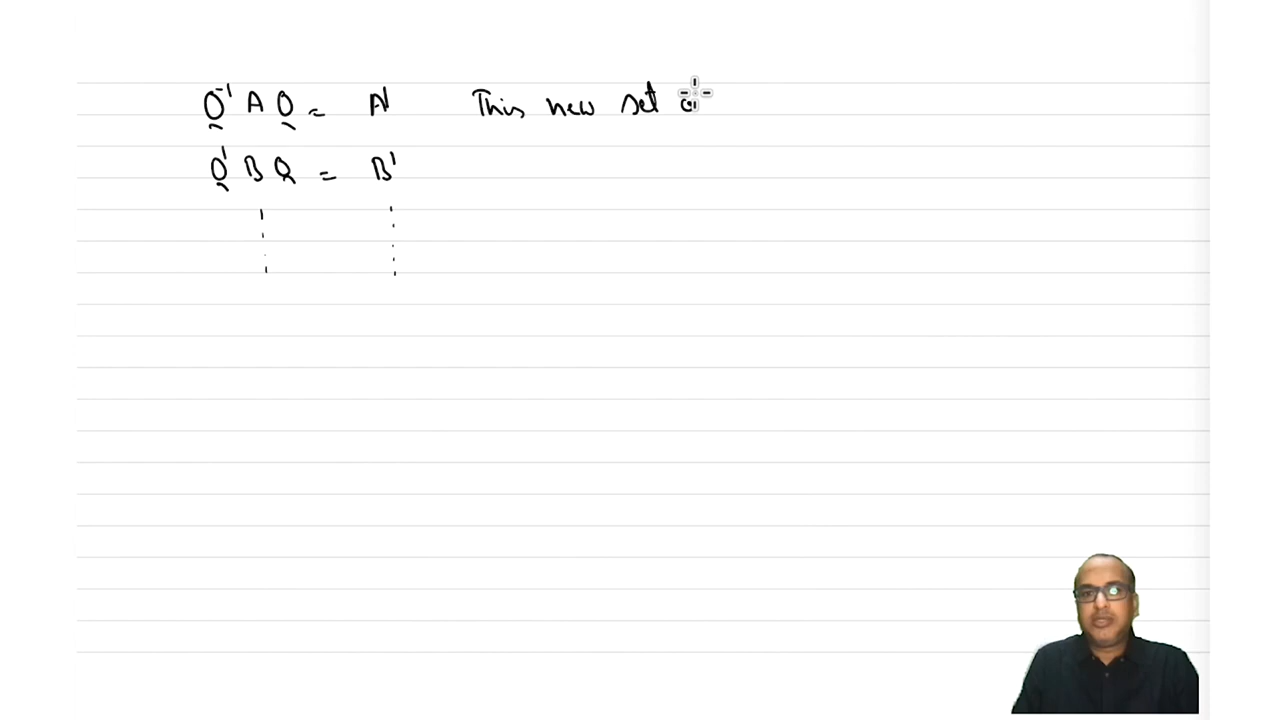 Q⁻¹ A Q = A' This new set
Q⁻¹ B Q = B'